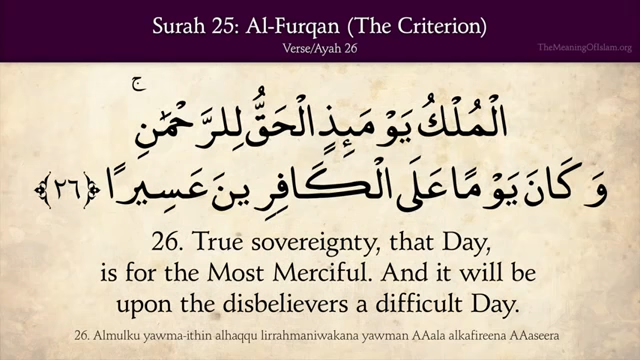 Surah 25: Al-Furqan (The Criterion)
Verse/Ayah 26
TheMeaningOfIslam.org
الْمُلْكُ يَوْمَئِذٍ الْحَقُّ لِلرَّحْمَٰنِ ۚ
وَكَانَ يَوْمًا عَلَى الْكَافِرِينَ عَسِيرًا ﴿٢٦﴾
26. True sovereignty, that Day,
is for the Most Merciful. And it will be
upon the disbelievers a difficult Day.
26. Almulku yawma-ithin alhaqqu lirrahmaniwakana yawman AAala alkafireena AAaseera